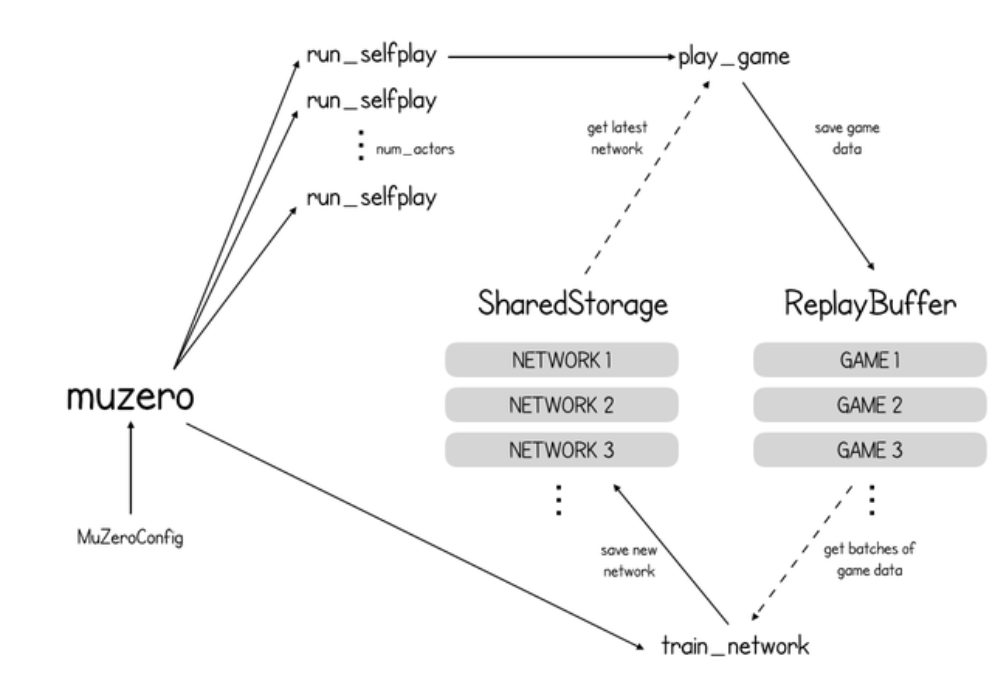 run_selfplay
play_game
run_selfplay
get latest
network
save game
data
num_actors
run_selfplay
SharedStorage
ReplayBuffer
NETWORK 1
GAME 1
NETWORK 2
GAME 2
muzero
NETWORK 3
GAME 3
MuZeroConfig
save new
network
get batches of
game data
train_network